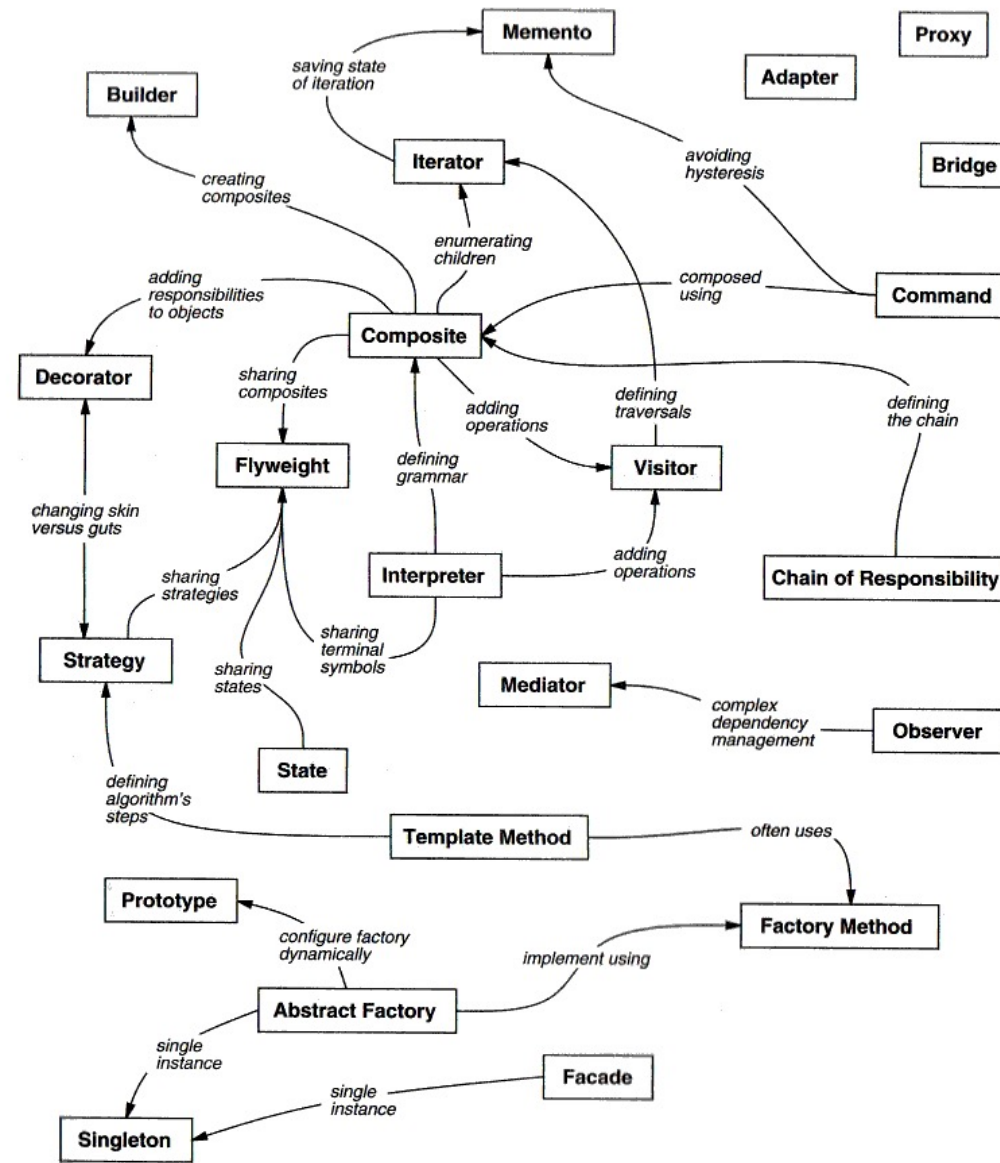 Memento
Proxy
Adapter
saving state
of iteration
Builder
Iterator
avoiding
hysteresis
Bridge
creating
composites
enumerating
children
adding
responsibilities
to objects
composed
using
Command
Composite
Decorator
sharing
composites
adding
operations
defining
traversals
defining
the chain
Flyweight
defining
grammar
Visitor
changing skin
versus guts
sharing
strategies
Interpreter
adding
operations
Chain of Responsibility
sharing
terminal
symbols
Strategy
sharing
states
Mediator
complex
dependency
management
Observer
State
defining
algorithm's
steps
Template Method
often uses
Prototype
Factory Method
configure factory
dynamically
implement using
Abstract Factory
single
instance
Facade
single
instance
Singleton